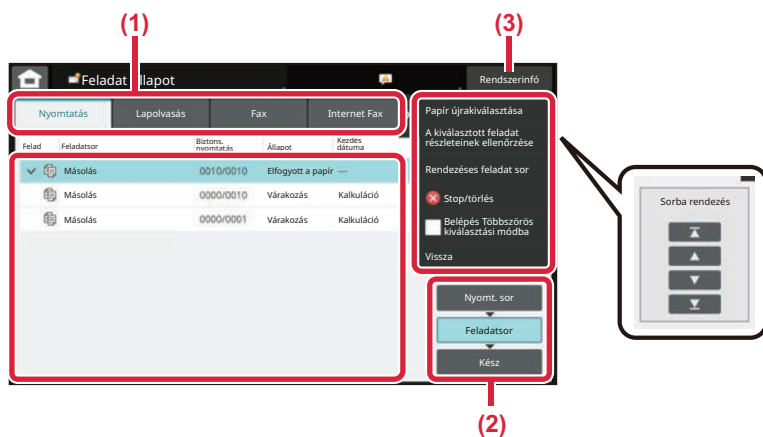 (1)
(3)
Feladat állapot
Rendszerinfó
Nyomtatás
Lapolvasás
Fax
Internet Fax
Felad
Feladatsor
Biztons.
nyomtatás
Állapot
Kezdés
dátuma
Másolás
0010/0010
Elfogyott a papír
---
Másolás
0000/0010
Várakozás
Kalkuláció
Másolás
0000/0001
Várakozás
Kalkuláció
Papír újrakiválasztása
A kiválasztott feladat
részleteinek ellenőrzése
Rendezéses feladat sor
Stop/törlés
Belépés Többszörös
kiválasztási módba
Vissza
Nyomt. sor
Feladatsor
Kész
Sorba rendezés
(2)